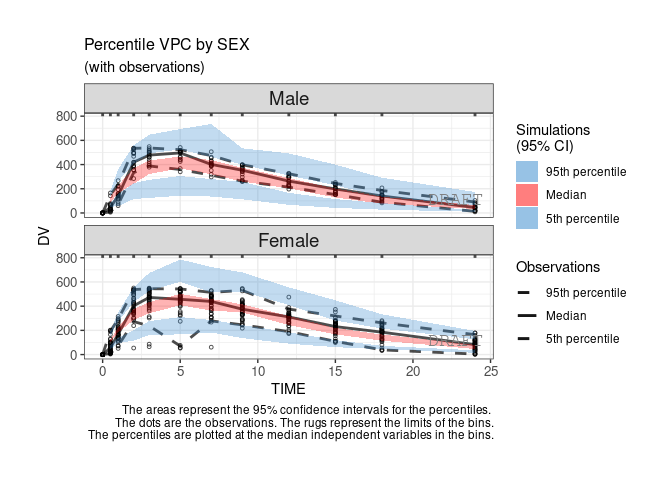 Percentile VPC by SEX
(with observations)
Male
800
600
400
200
0
DRAFT
Female
800
600
400
200
0
DRAFT
0
5
10
15
20
25
DV
TIME
Simulations
(95% CI)
95th percentile
Median
5th percentile
Observations
95th percentile
Median
5th percentile
The areas represent the 95% confidence intervals for the percentiles.
The dots are the observations. The rugs represent the limits of the bins.
The percentiles are plotted at the median independent variables in the bins.